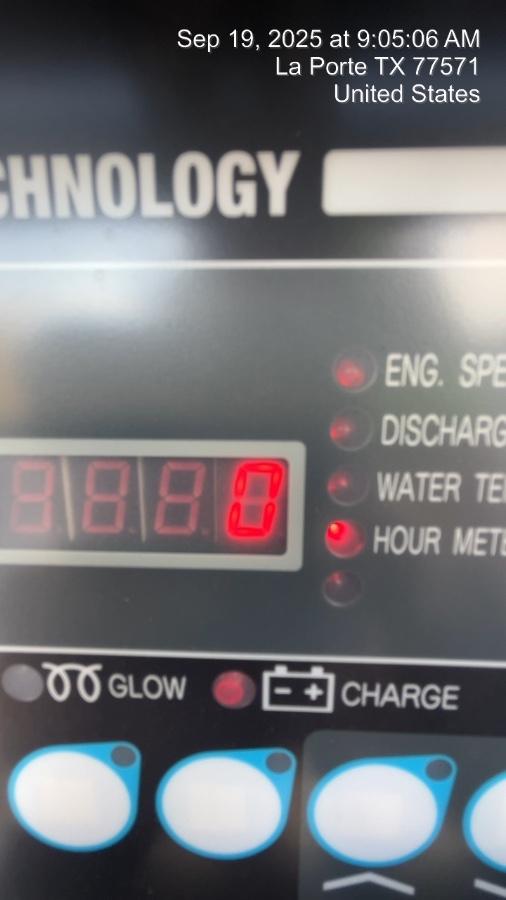 Sep 19, 2025 at 9:05:06 AM
La Porte TX 77571
United States
CHNOLOGY
ENG. SPE
DISCHARG
0
WATER TE
HOUR METE
GLOW
- +
CHARGE